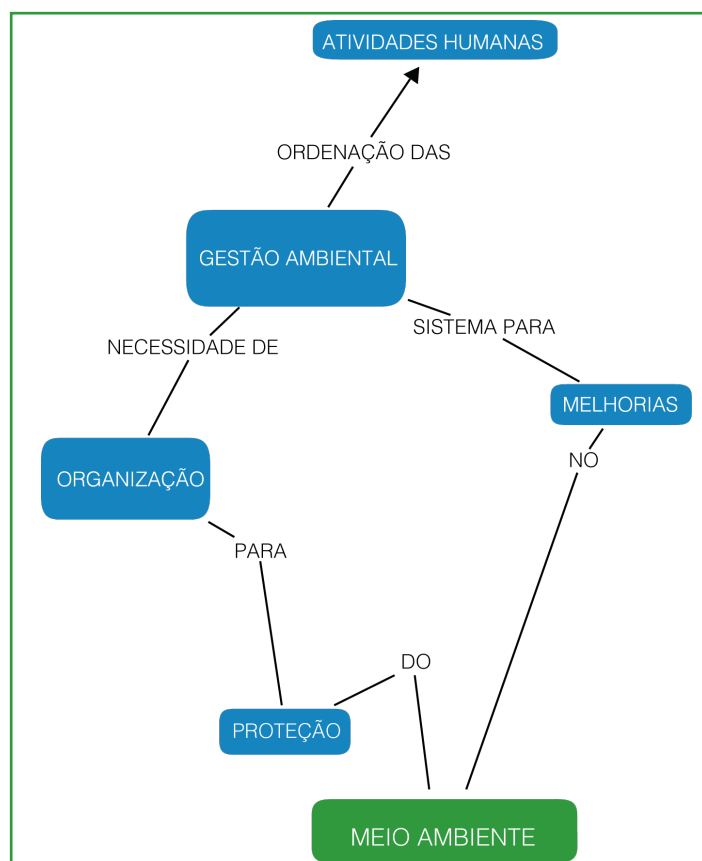 ATIVIDADES HUMANAS
ORDENAÇÃO DAS
GESTÃO AMBIENTAL
SISTEMA PARA
NECESSIDADE DE
MELHORIAS
NO
ORGANIZAÇÃO
PARA
DO
PROTEÇÃO
MEIO AMBIENTE